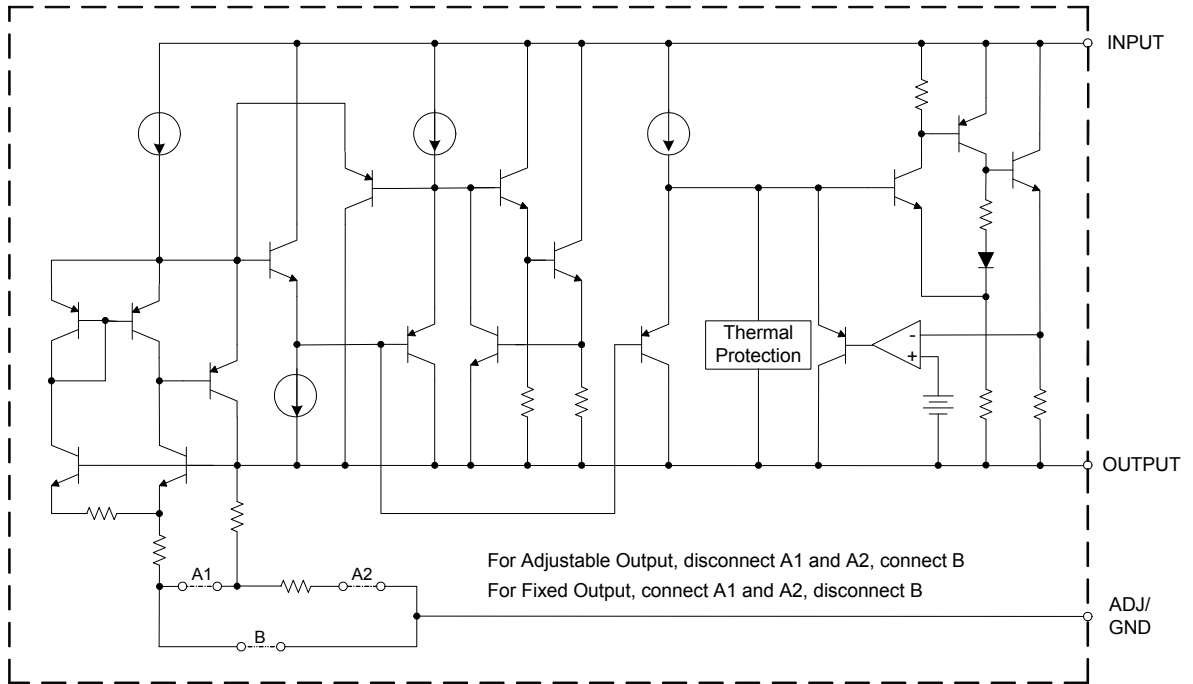 INPUT
Thermal
Protection
-
+
OUTPUT
For Adjustable Output, disconnect A1 and A2, connect B
For Fixed Output, connect A1 and A2, disconnect B
A1
A2
B
ADJ/
GND